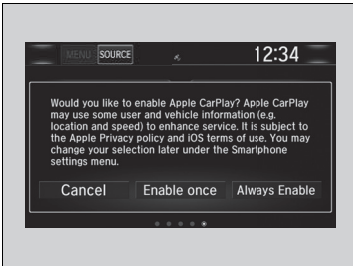 MENU SOURCE 12:34
Would you like to enable Apple CarPlay? Apple CarPlay
may use some user and vehicle information (e.g.
location and speed) to enhance service. It is subject to
the Apple Privacy policy and iOS terms of use. You may
change your selection later under the Smartphone
settings menu.
Cancel Enable once Always Enable